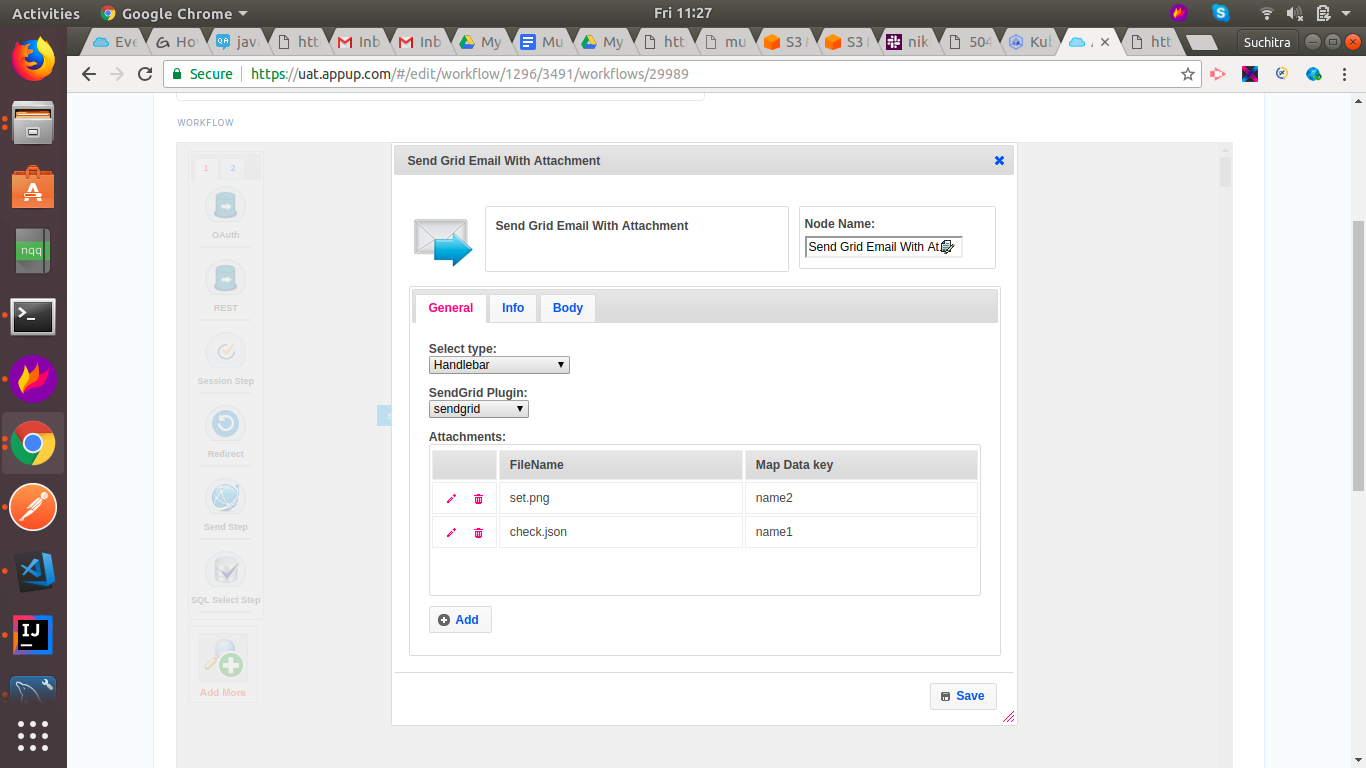 Activities
Google Chrome
Fri 11:27
Eve
Hov
java
htt
Inb
Inb
My
Mu
My
htt
mu
S3
S3
nik
504
Kub
A
htt
Suchitra
Secure
https://uat.appup.com/#/edit/workflow/1296/3491/workflows/29989
WORKFLOW
1
2
OAuth
REST
Session Step
Redirect
Send Step
SQL Select Step
Add More
Send Grid Email With Attachment
Send Grid Email With Attachment
Node Name:
Send Grid Email With At
General
Info
Body
Select type:
Handlebar
SendGrid Plugin:
sendgrid
Attachments:
FileName
Map Data key
set.png
name2
check.json
name1
Add
Save
nqq
IJ